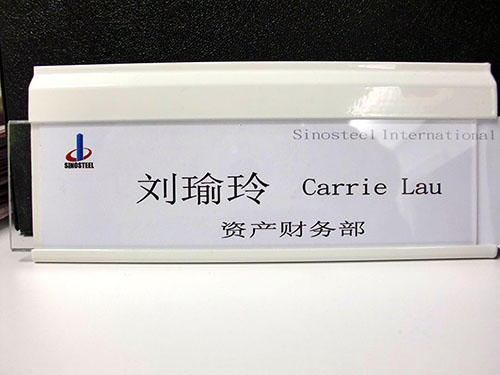 Sinosteel International
SINOSTEEL
刘瑜玲 Carrie Lau
资产财务部